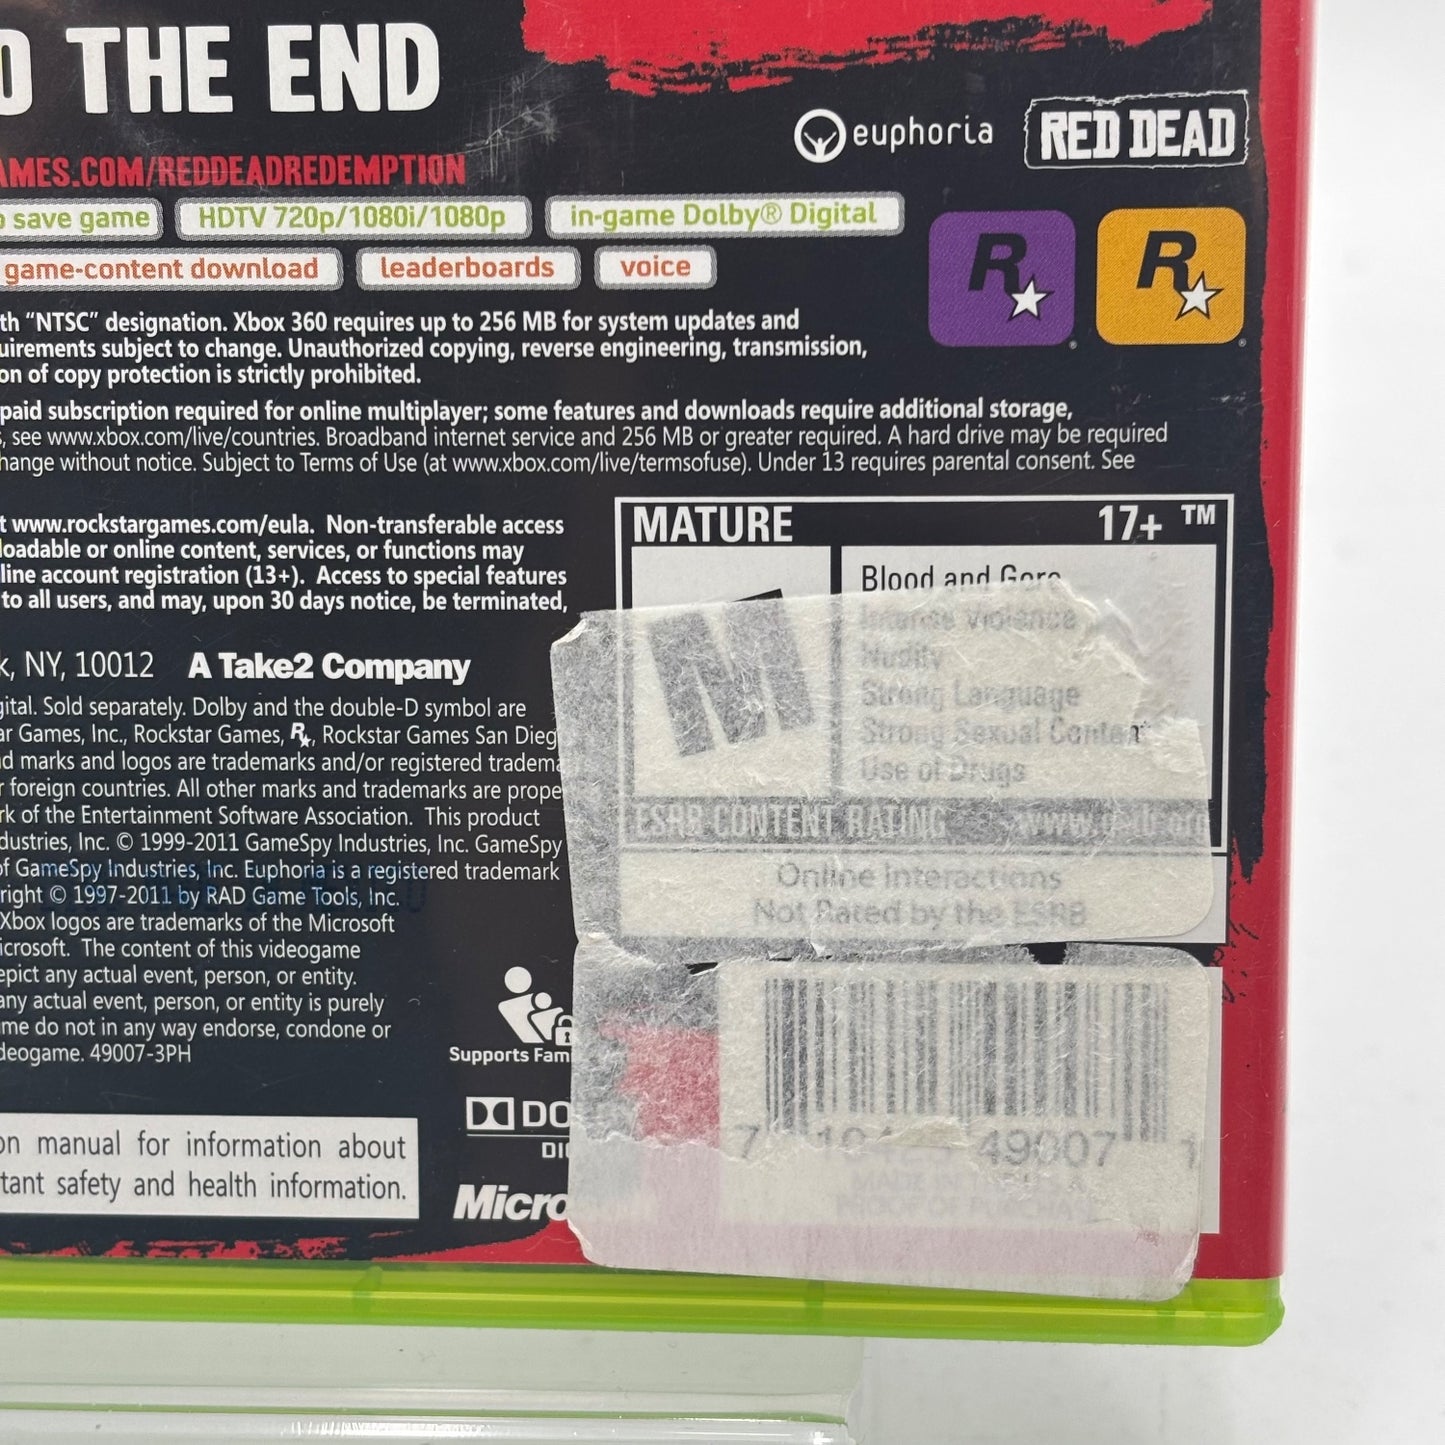 O THE END
AMES.COM/REDDEADREDEMPTION
euphoria
RED DEAD
save game
HDTV 720p/1080i/1080p
in-game Dolby® Digital
game-content download
leaderboards
voice
R
R
th "NTSC" designation. Xbox 360 requires up to 256 MB for system updates and
uirements subject to change. Unauthorized copying, reverse engineering, transmission,
on of copy protection is strictly prohibited.
paid subscription required for online multiplayer; some features and downloads require additional storage,
, see www.xbox.com/live/countries. Broadband internet service and 256 MB or greater required. A hard drive may be required
hange without notice. Subject to Terms of Use (at www.xbox.com/live/termsofuse). Under 13 requires parental consent. See
t www.rockstargames.com/eula. Non-transferable access
loadable or online content, services, or functions may
line account registration (13+). Access to special features
to all users, and may, upon 30 days notice, be terminated,
k, NY, 10012 A Take2 Company
gital. Sold separately. Dolby and the double-D symbol are
ar Games, Inc., Rockstar Games, R, Rockstar Games San Dieg
d marks and logos are trademarks and/or registered tradema
r foreign countries. All other marks and trademarks are prope
rk of the Entertainment Software Association. This product
dustries, Inc. © 1999-2011 GameSpy Industries, Inc. GameSpy
of GameSpy Industries, Inc. Euphoria is a registered trademark
right © 1997-2011 by RAD Game Tools, Inc.
Xbox logos are trademarks of the Microsoft
icrosoft. The content of this videogame
epict any actual event, person, or entity.
any actual event, person, or entity is purely
me do not in any way endorse, condone or
deogame. 49007-3PH
on manual for information about
tant safety and health information.
Supports Fam
DO
DI
Micro
MATURE 17+ ™
M
Blood and Gore
Intense Violence
Nudity
Strong Language
Strong Sexual Content
Use of Drugs
ESRB CONTENT RATING
Online Interactions
Not Rated by the ESRB
7 49007 1
MADE IN THE U.S.A.
PROOF OF PURCHASE